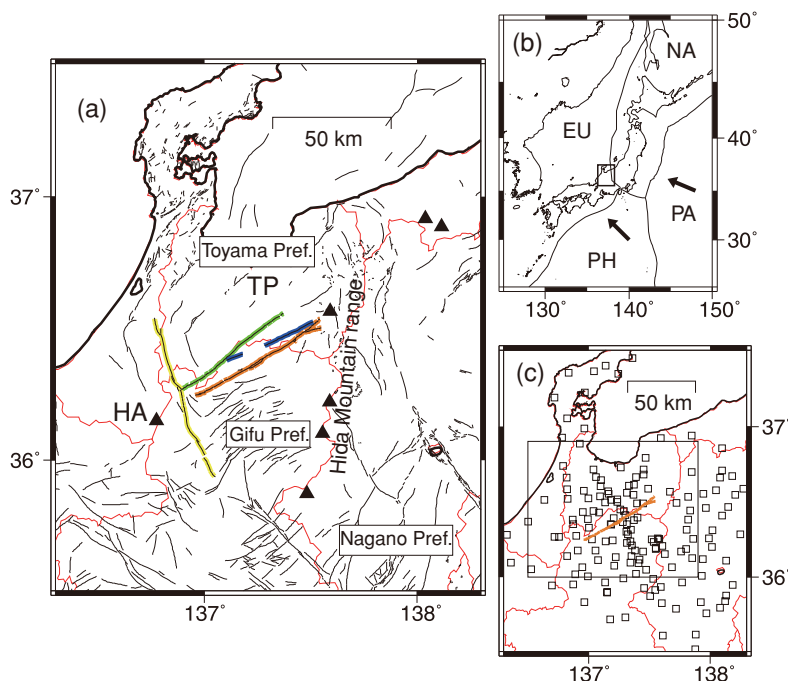 (a)
50 km
37˚
Toyama Pref.
TP
Hida Mountain range
HA
Gifu Pref.
36˚
Nagano Pref.
137˚
138˚
(b)
50˚
NA
EU
40˚
PA
30˚
PH
130˚
140˚
150˚
(c)
50 km
37˚
36˚
137˚
138˚